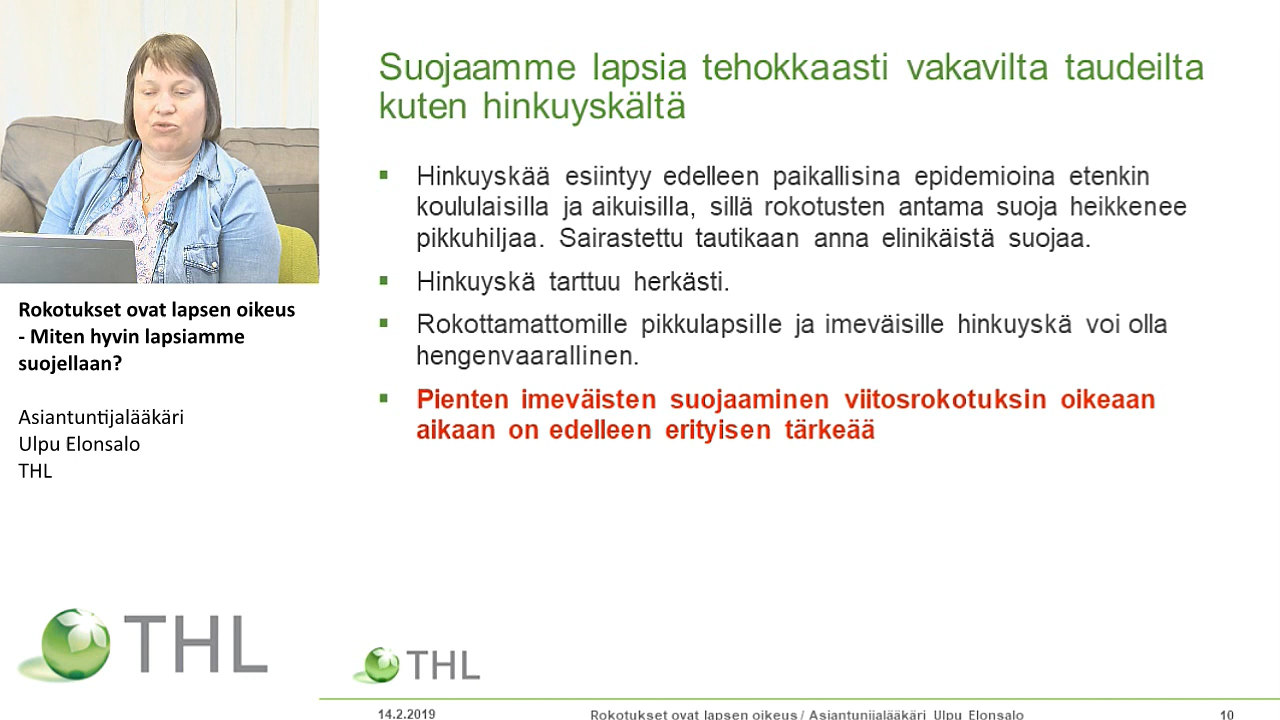 Suojaamme lapsia tehokkaasti vakavilta taudeilta
kuten hinkuyskältä
Hinkuyskää esiintyy edelleen paikallisina epidemioina etenkin
koululaisilla ja aikuisilla, sillä rokotusten antama suoja heikkenee
pikkuhiljaa. Sairastettu tautikaan anna elinikäistä suojaa.
Hinkuyskä tarttuu herkästi.
Rokottamattomille pikkulapsille ja imeväisille hinkuyskä voi olla
hengenvaarallinen.
Pienten imeväisten suojaaminen viitosrokotuksin oikeaan
aikaan on edelleen erityisen tärkeää
Rokotukset ovat lapsen oikeus
- Miten hyvin lapsiamme
suojellaan?
Asiantuntijalääkäri
Ulpu Elonsalo
THL
THL
THL
14.2.2019 Rokotukset ovat lapsen oikeus / Asiantunijalääkäri Ulpu Elonsalo 10